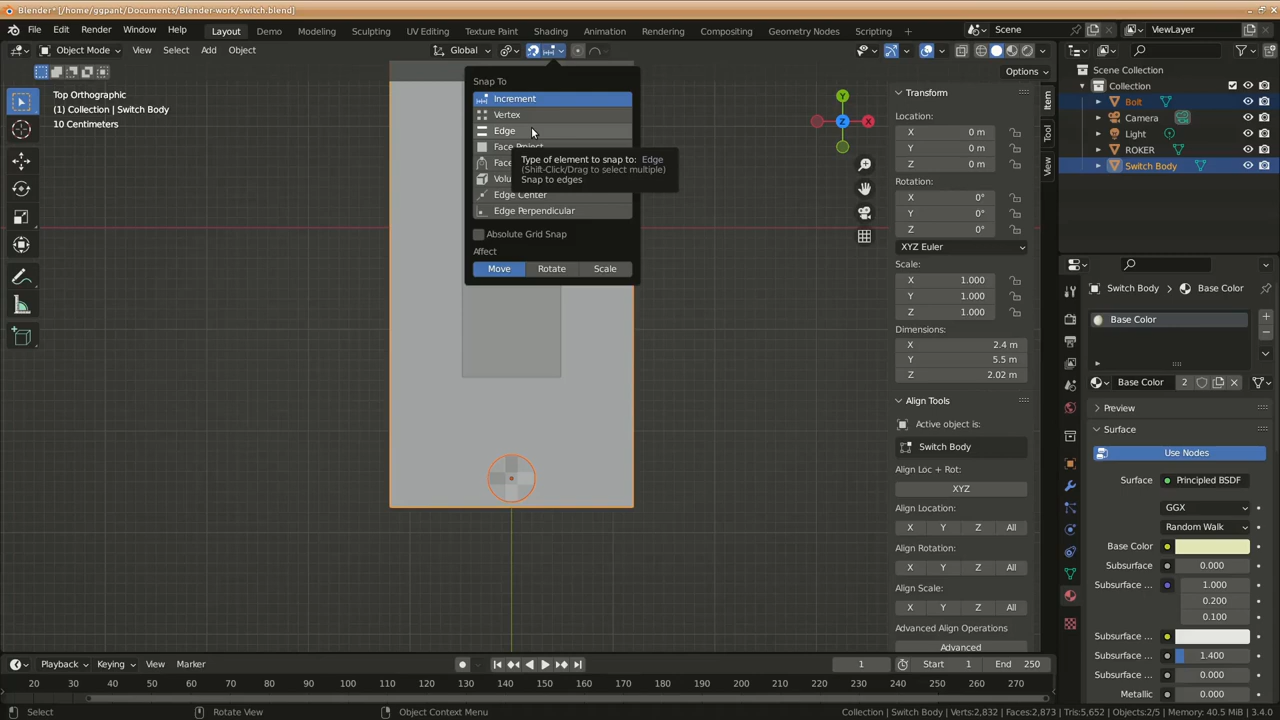 Blender* [/home/ggpant/Documents/Blender-work/switch.blend]
File Edit Render Window Help Layout Demo Modeling Sculpting UV Editing Texture Paint Shading Animation Rendering Compositing Geometry Nodes Scripting Scene ViewLayer
Object Mode View Select Add Object Global
Options
Top Orthographic
(1) Collection | Switch Body
10 Centimeters
Snap To
Increment
Vertex
Edge
Face Project
Face
Volu
Edge Center
Edge Perpendicular
Type of element to snap to: Edge
(Shift-Click/Drag to select multiple)
Snap to edges
Absolute Grid Snap
Affect
Move Rotate Scale
Y
Z
X
Transform
Location:
X 0 m
Y 0 m
Z 0 m
Rotation:
X 0°
Y 0°
Z 0°
XYZ Euler
Scale:
X 1.000
Y 1.000
Z 1.000
Dimensions:
X 2.4 m
Y 5.5 m
Z 2.02 m
Align Tools
Active object is:
Switch Body
Align Loc + Rot:
XYZ
Align Location:
X Y Z All
Align Rotation:
X Y Z All
Align Scale:
X Y Z All
Advanced Align Operations
Advanced
Item
Tool
View
Scene Collection
Collection
Bolt
Camera
Light
ROKER
Switch Body
Switch Body Base Color
Base Color
Base Color 2
Preview
Surface
Use Nodes
Surface Principled BSDF
GGX
Random Walk
Base Color
Subsurface 0.000
Subsurface ... 1.000
0.200
0.100
Subsurface ...
Subsurface ... 1.400
Subsurface ... 0.000
Metallic 0.000
Playback Keying View Marker 1 Start 1 End 250
20 30 40 50 60 70 80 90 100 110 120 130 140 150 160 170 180 190 200 210 220 230 240 250 260 270
Select Rotate View Object Context Menu Collection | Switch Body | Verts:2,832 | Faces:2,873 | Tris:5,652 | Objects:2/5 | Memory: 40.5 MiB | 3.4.0